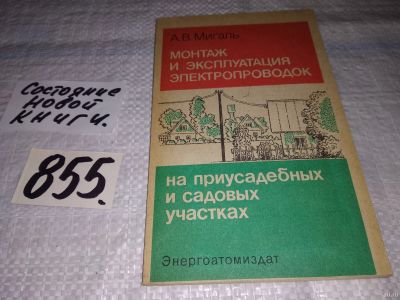 Состояние
Новой
Книги.
855.
А.В. Мигаль
МОНТАЖ
И ЭКСПЛУАТАЦИЯ
ЭЛЕКТРОПРОВОДОК
на приусадебных
и садовых
участках
Энергоатомиздат